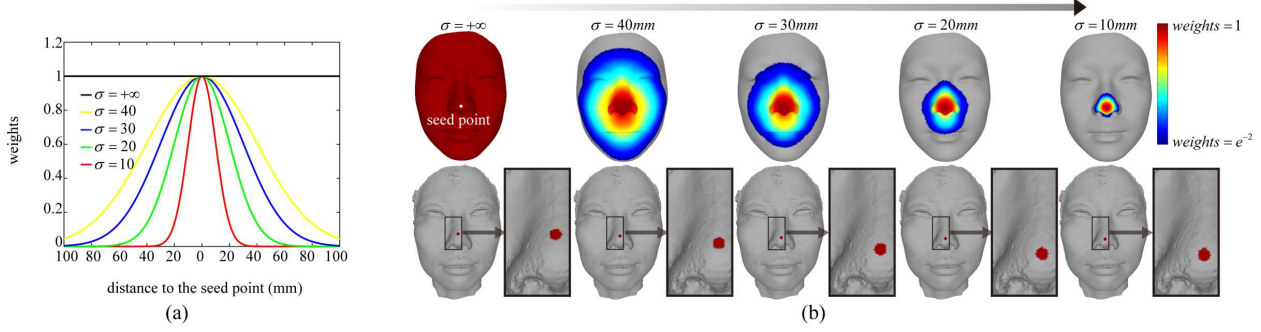 1.2
1
0.8
0.6
0.4
0.2
0
weights
σ = +∞
σ = 40
σ = 30
σ = 20
σ = 10
100 80 60 40 20 0 20 40 60 80 100
distance to the seed point (mm)
(a)
σ = +∞ σ = 40mm σ = 30mm σ = 20mm σ = 10mm
seed point
weights = 1
weights = e⁻²
(b)